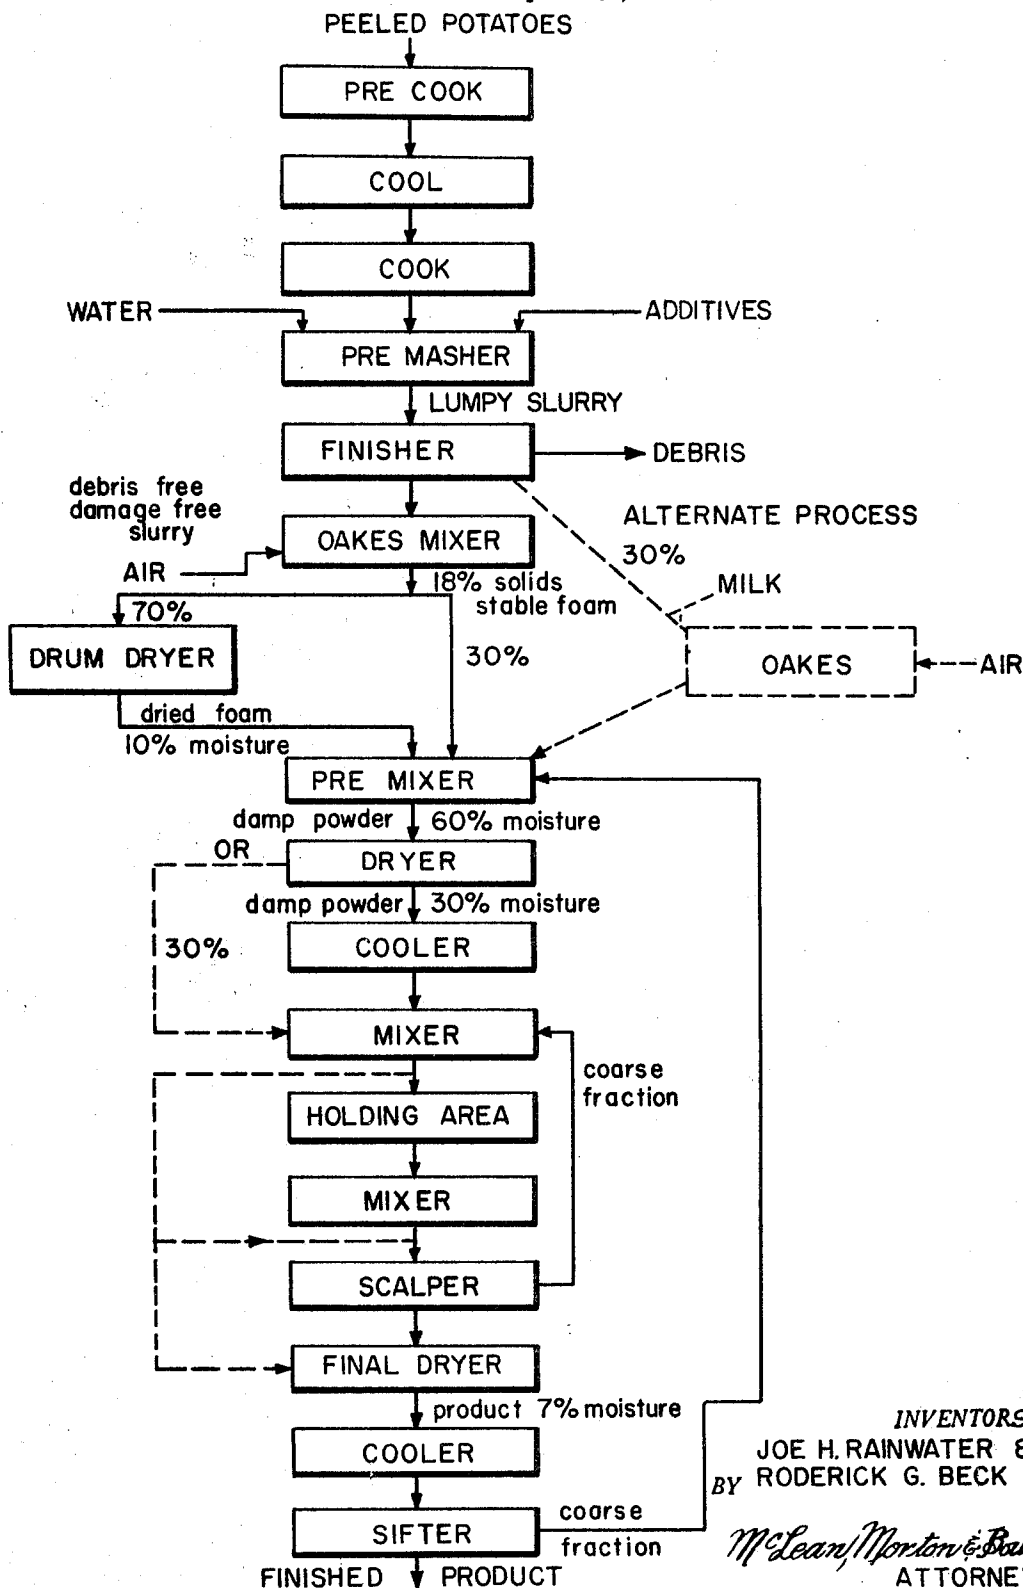 PEELED POTATOES
PRE COOK
COOL
COOK
WATER
ADDITIVES
PRE MASHER
LUMPY SLURRY
FINISHER
DEBRIS
debris free
damage free
slurry
ALTERNATE PROCESS
30%
OAKES MIXER
AIR
18% solids
stable foam
MILK
70%
30%
DRUM DRYER
OAKES
AIR
dried foam
10% moisture
PRE MIXER
damp powder 60% moisture
OR
DRYER
damp powder 30% moisture
30%
COOLER
MIXER
coarse
fraction
HOLDING AREA
MIXER
SCALPER
FINAL DRYER
product 7% moisture
COOLER
SIFTER
coarse
fraction
FINISHED PRODUCT
INVENTORS
JOE H. RAINWATER &
BY RODERICK G. BECK
McLean, Morton &
ATTORNE